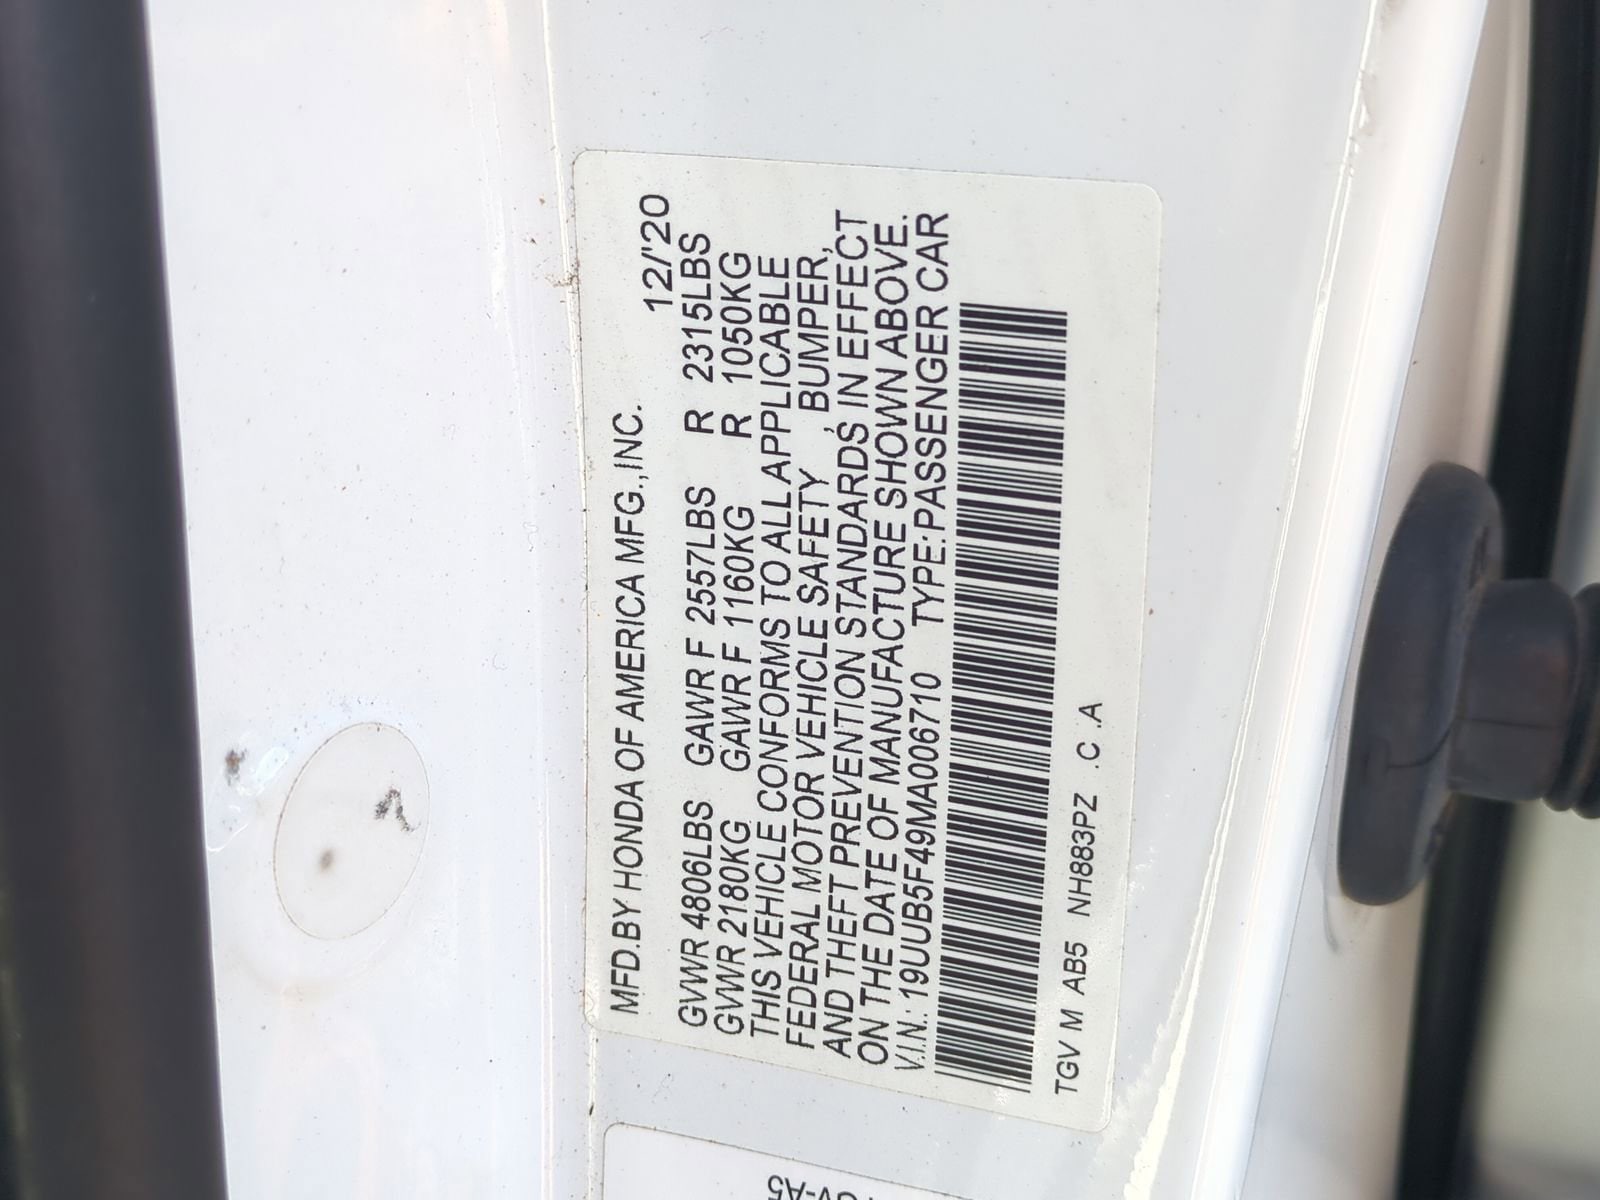 MFD.BY HONDA OF AMERICA MFG.,INC.
12/'20
GVWR 4806LBS GAWR F 2557LBS R 2315LBS
GVWR 2180KG GAWR F 1160KG R 1050KG
THIS VEHICLE CONFORMS TO ALL APPLICABLE
FEDERAL MOTOR VEHICLE SAFETY, BUMPER,
AND THEFT PREVENTION STANDARDS IN EFFECT
ON THE DATE OF MANUFACTURE SHOWN ABOVE.
V.I.N.: 19UUB5F49MA006710 TYPE:PASSENGER CAR
TGV M AB5 NH883PZ .C .A